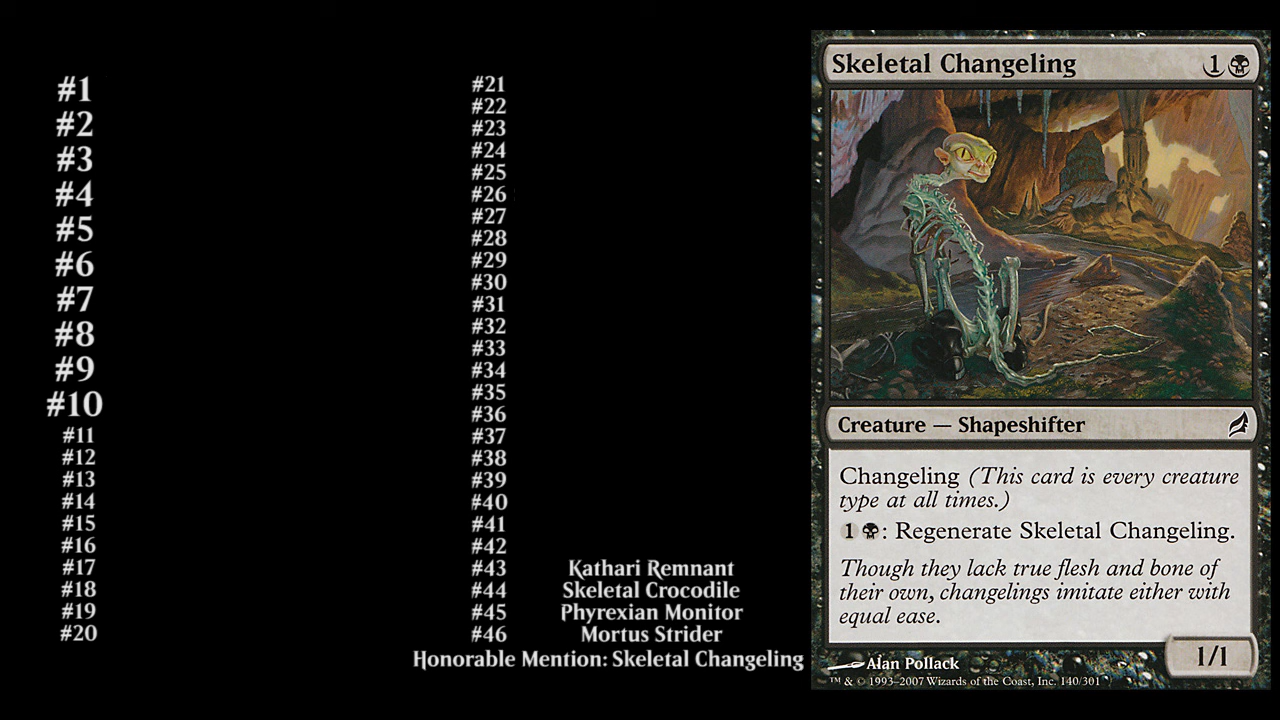 #1
#2
#3
#4
#5
#6
#7
#8
#9
#10
#11
#12
#13
#14
#15
#16
#17
#18
#19
#20
#21
#22
#23
#24
#25
#26
#27
#28
#29
#30
#31
#32
#33
#34
#35
#36
#37
#38
#39
#40
#41
#42
#43 Kathari Remnant
#44 Skeletal Crocodile
#45 Phyrexian Monitor
#46 Mortus Strider
Honorable Mention: Skeletal Changeling
Skeletal Changeling 1
Creature — Shapeshifter
Changeling (This card is every creature
type at all times.)
1 : Regenerate Skeletal Changeling.
Though they lack true flesh and bone of
their own, changelings imitate either with
equal ease.
1/1
Alan Pollack
™ & © 1993–2007 Wizards of the Coast, Inc. 140/301